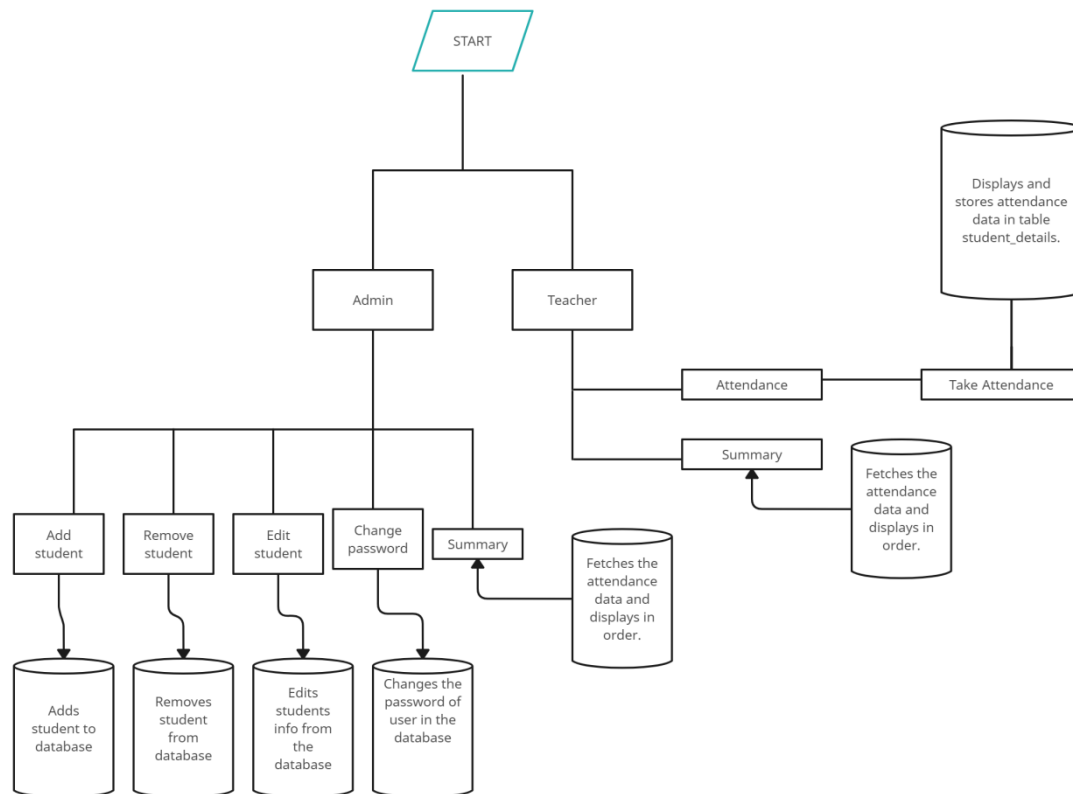 START
Displays and
stores attendance
data in table
student_details.
Admin
Teacher
Attendance
Take Attendance
Summary
Fetches the
attendance
data and
displays in
order.
Add
student
Remove
student
Edit
student
Change
password
Summary
Fetches the
attendance
data and
displays in
order.
Adds
student to
database
Removes
student
from
database
Edits
students
info from
the
database
Changes the
password of
user in the
database